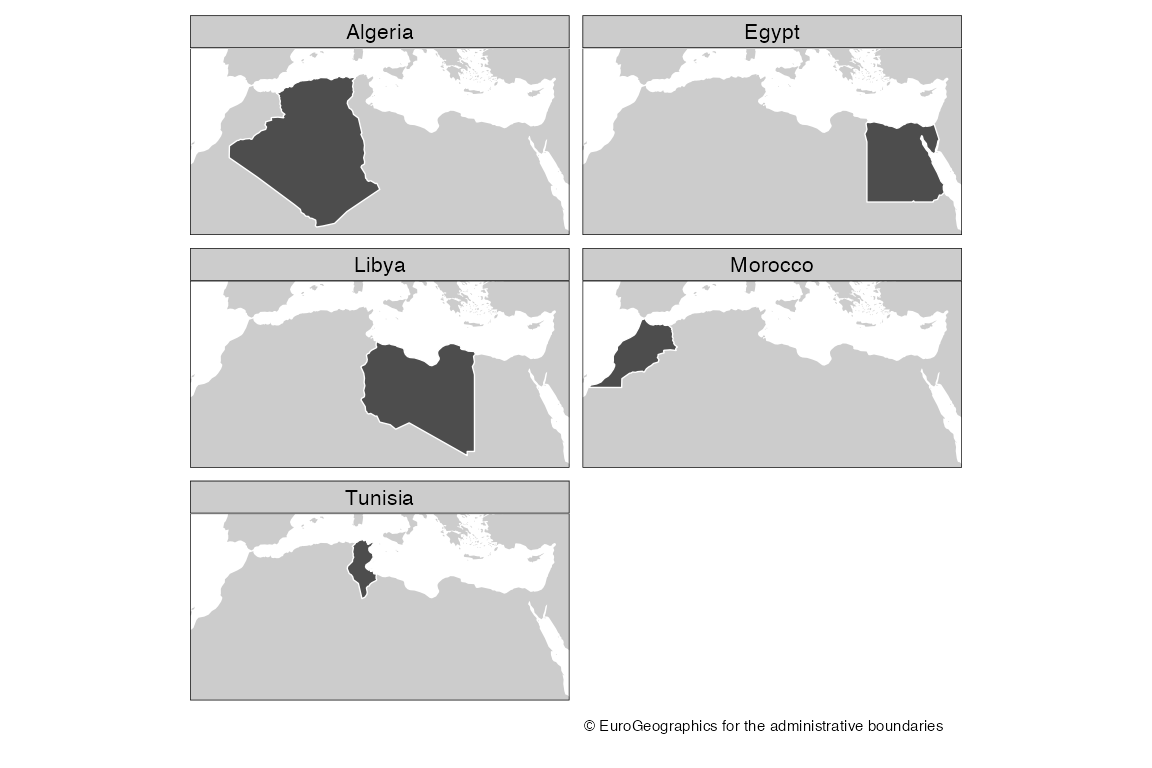 Algeria
Egypt
Libya
Morocco
Tunisia
© EuroGeographics for the administrative boundaries